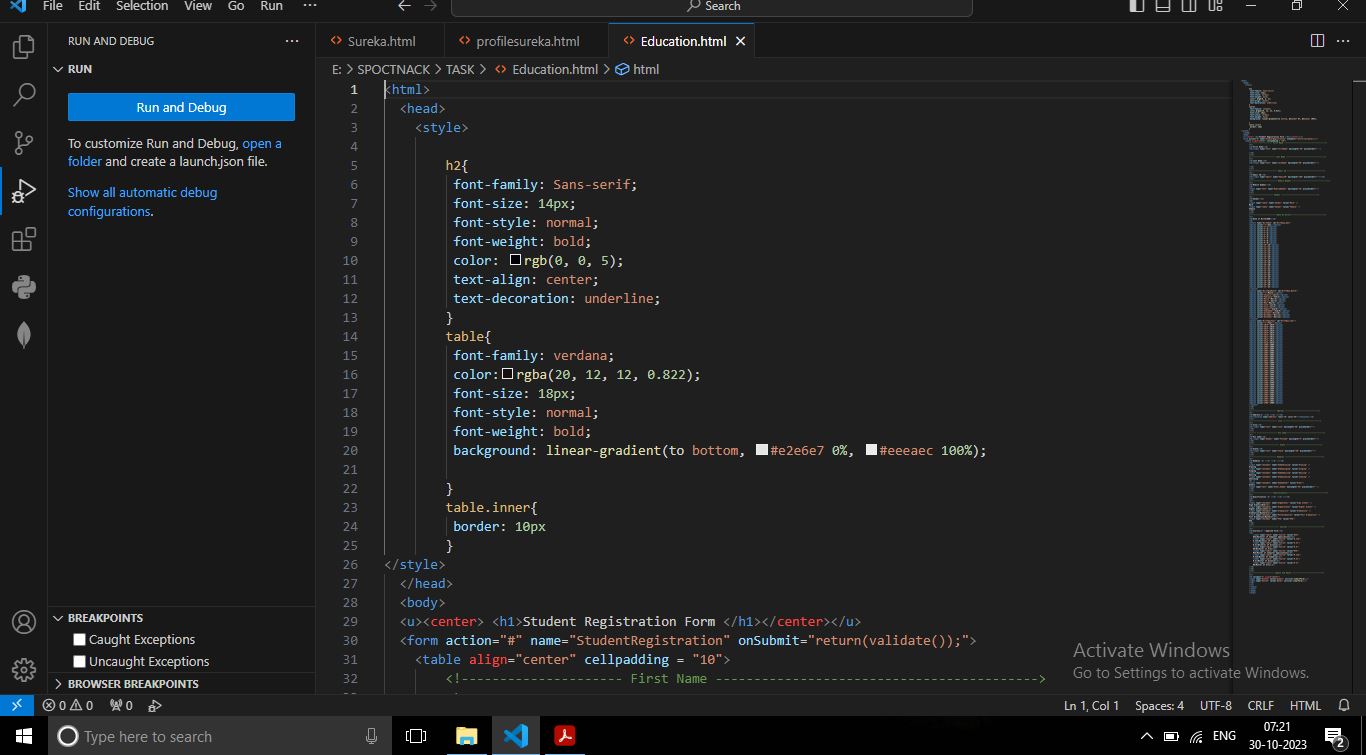 File Edit Selection View Go Run ··· Search
RUN AND DEBUG ···
RUN
Run and Debug
To customize Run and Debug, open a
folder and create a launch.json file.
Show all automatic debug
configurations.
BREAKPOINTS
Caught Exceptions
Uncaught Exceptions
BROWSER BREAKPOINTS
Sureka.html profilesureka.html Education.html
E: > SPOCTNACK > TASK > Education.html > html
1 <html>
2 <head>
3 <style>
4
5 h2{
6 font-family: Sans-serif;
7 font-size: 14px;
8 font-style: normal;
9 font-weight: bold;
10 color: rgb(0, 0, 5);
11 text-align: center;
12 text-decoration: underline;
13 }
14 table{
15 font-family: verdana;
16 color:rgba(20, 12, 12, 0.822);
17 font-size: 18px;
18 font-style: normal;
19 font-weight: bold;
20 background: linear-gradient(to bottom, #e2e6e7 0%, #eeeaec 100%);
21
22 }
23 table.inner{
24 border: 10px
25 }
26 </style>
27 </head>
28 <body>
29 <u><center> <h1>Student Registration Form </h1></center></u>
30 <form action="#" name="StudentRegistration" onSubmit="return(validate());">
31 <table align="center" cellpadding = "10">
32 <!--------------------- First Name ------------------------------------------>
Activate Windows
Go to Settings to activate Windows.
0 0 0 Ln 1, Col 1 Spaces: 4 UTF-8 CRLF HTML
Type here to search
ENG
07:21
30-10-2023
2